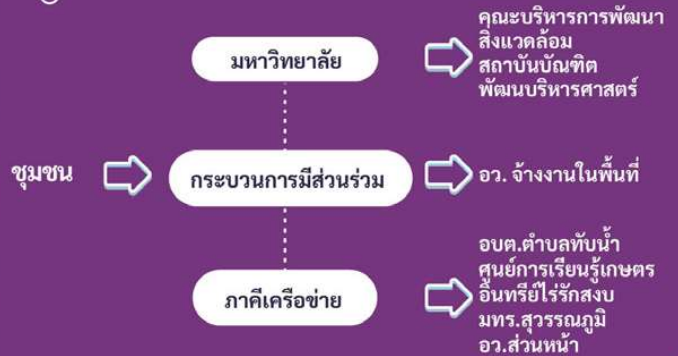 มหาวิทยาลัย
คณะบริหารการพัฒนา
สิ่งแวดล้อม
สถาบันบัณฑิต
พัฒนบริหารศาสตร์
ชุมชน
กระบวนการมีส่วนร่วม
อว. จ้างงานในพื้นที่
ภาคีเครือข่าย
อบต.ตำบลทับน้ำ
ศูนย์การเรียนรู้เกษตร
อินทรีย์ไร่รักสงบ
มทร.สุวรรณภูมิ
อว.ส่วนหน้า